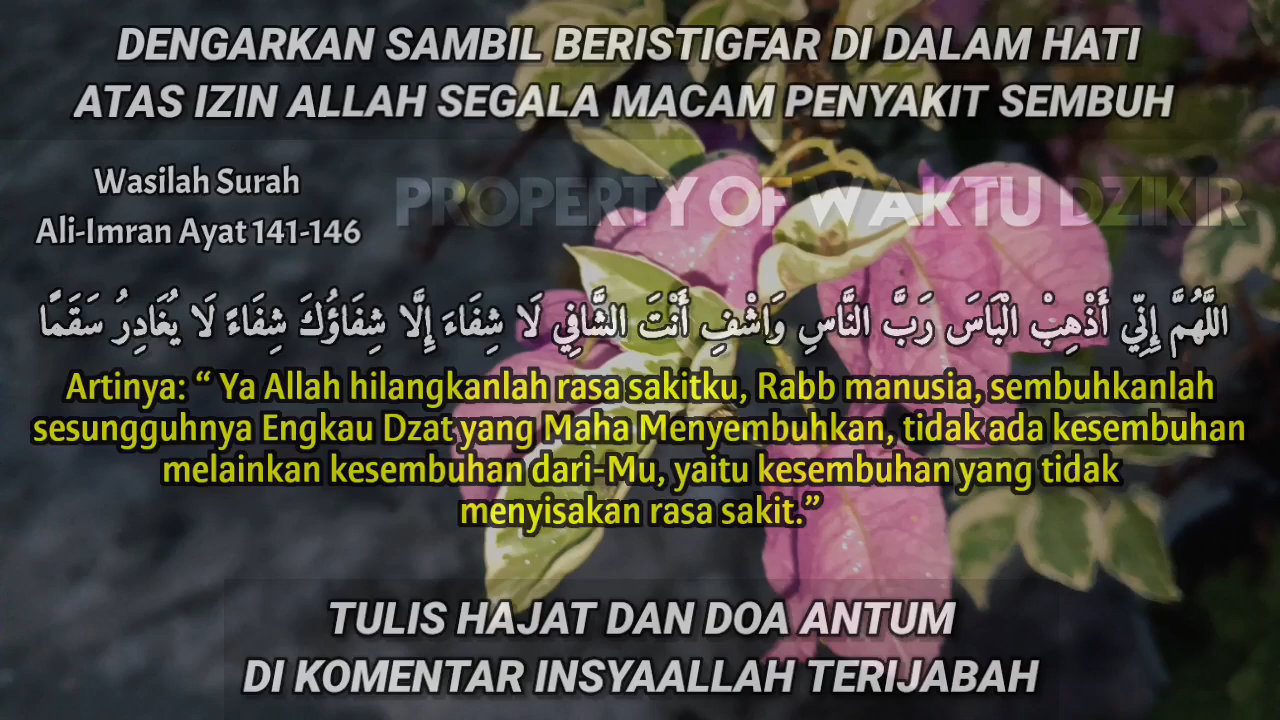 DENGARKAN SAMBIL BERISTIGFAR DI DALAM HATI
ATAS IZIN ALLAH SEGALA MACAM PENYAKIT SEMBUH
Wasilah Surah
Ali-Imran Ayat 141-146
PROPERTY OF WAKTU DZIKIR
اللَّهُمَّ إِنِّي أَذْهِبْ الْبَاسَ رَبَّ النَّاسِ وَاشْفِ أَنْتَ الشَّافِي لَا شِفَاءَ إِلَّا شِفَاؤُكَ شِفَاءً لَا يُغَادِرُ سَقَمًا
Artinya: “ Ya Allah hilangkanlah rasa sakitku, Rabb manusia, sembuhkanlah
sesungguhnya Engkau Dzat yang Maha Menyembuhkan, tidak ada kesembuhan
melainkan kesembuhan dari-Mu, yaitu kesembuhan yang tidak
menyisakan rasa sakit.”
TULIS HAJAT DAN DOA ANTUM
DI KOMENTAR INSYAALLAH TERIJABAH